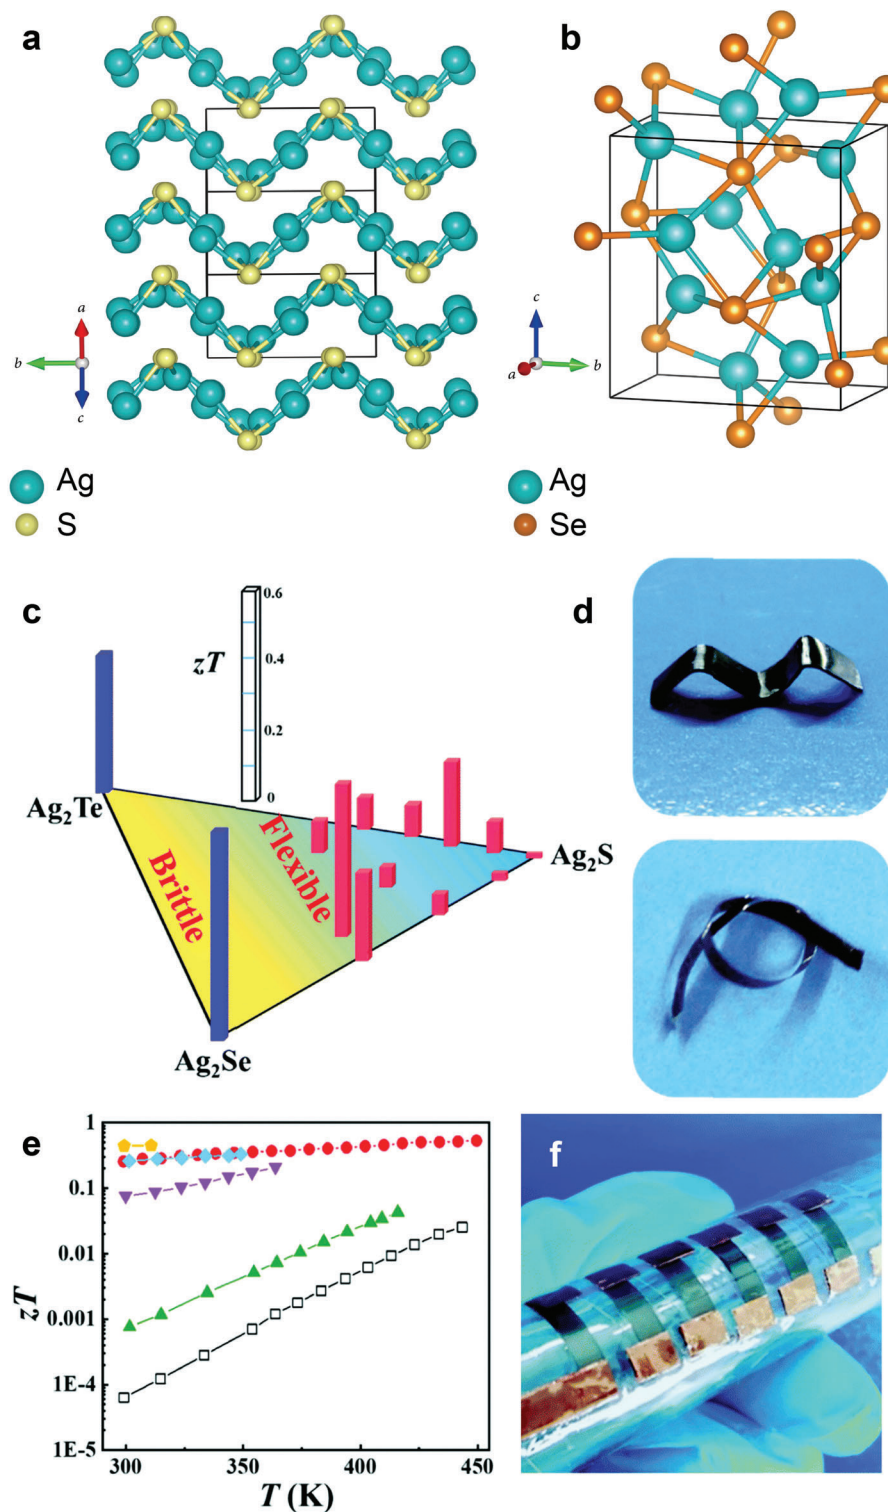 a
b
a
b
c
c
a
b
Ag
S
Ag
Se
c
d
0.6
zT
0.4
0.2
0
Ag₂Te
Flexible
Brittle
Ag₂S
Ag₂Se
e
f
1
0.1
0.01
0.001
1E-4
1E-5
zT
300
350
400
450
T (K)